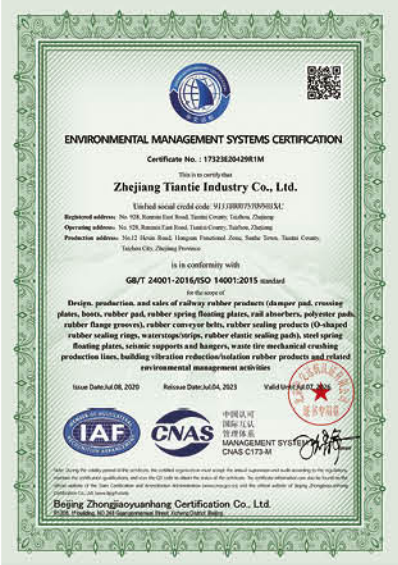 ENVIRONMENTAL MANAGEMENT SYSTEMS CERTIFICATION
Certificate No. : 17323E20429R1M
This is to certify that
Zhejiang Tiantie Industry Co., Ltd.
Unified social credit code:
Registered address: No. 928, Renmin East Road, Tiantai County, Taizhou, Zhejiang
Operating address: No. 928, Renmin East Road, Tiantai County, Taizhou, Zhejiang
Production address: No.12 Road, Functional Zone, Sanhe Town, Tiantai County,
Taizhou City, Zhejiang Province
is in conformity with
GB/T 24001-2016/ISO 14001:2015 standard
for the scope of
Design, production, and sales of railway rubber products (damper pad, crossing
plates, boots, rubber pad, rubber spring floating plates, rail absorbers, polyester pads,
rubber flange grooves), rubber conveyor belts, rubber sealing products (O-shaped
rubber sealing rings, waterstops/strips, rubber elastic sealing pads), steel spring
floating plates, seismic supports and hangers, waste tire mechanical crushing
production lines, building vibration reduction/isolation rubber products and related
environmental management activities
Issue Date:Jul.08, 2020 Reissue Date:Jul.04, 2023 Valid Until:Jul.07, 2026
IAF
CNAS
中国认可
国际互认
管理体系
MANAGEMENT SYSTEM
CNAS C173-M
Beijing Zhongjiaoyuanhang Certification Co., Ltd.